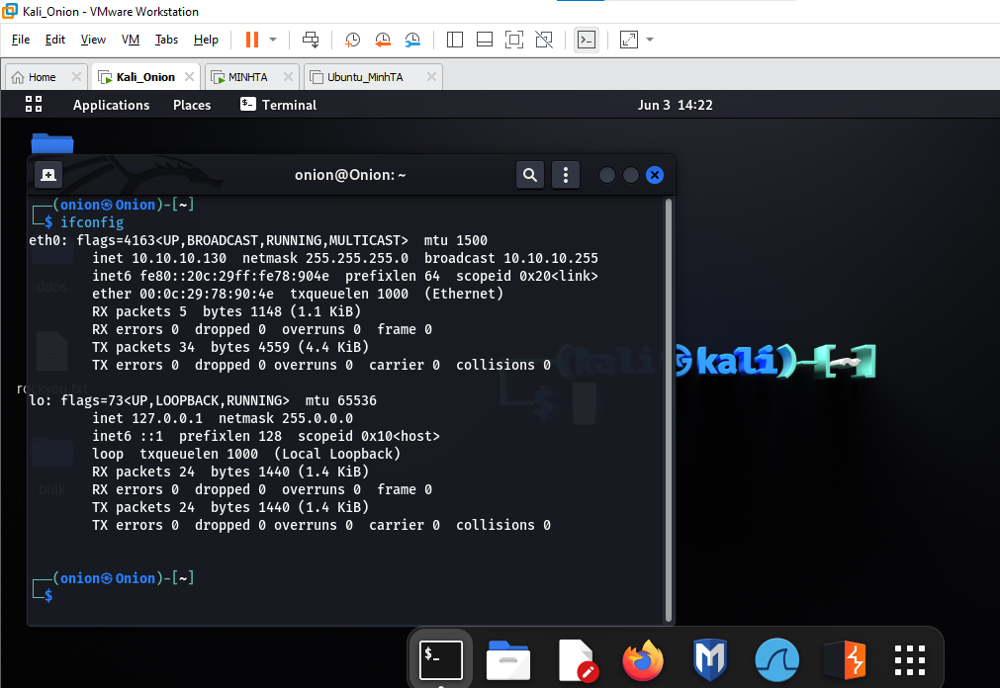 Kali_Onion - VMware Workstation
File Edit View VM Tabs Help
Home Kali_Onion MINHTA Ubuntu_MinhTA
Applications Places Terminal Jun 3 14:22
onion@Onion: ~
┌──(onion㉿Onion)-[~]
└─$ ifconfig
eth0: flags=4163<UP,BROADCAST,RUNNING,MULTICAST>  mtu 1500
        inet 10.10.10.130  netmask 255.255.255.0  broadcast 10.10.10.255
        inet6 fe80::20c:29ff:fe78:904e  prefixlen 64  scopeid 0x20<link>
        ether 00:0c:29:78:90:4e  txqueuelen 1000  (Ethernet)
        RX packets 5  bytes 1148 (1.1 KiB)
        RX errors 0  dropped 0  overruns 0  frame 0
        TX packets 34  bytes 4559 (4.4 KiB)
        TX errors 0  dropped 0 overruns 0  carrier 0  collisions 0
lo: flags=73<UP,LOOPBACK,RUNNING>  mtu 65536
        inet 127.0.0.1  netmask 255.0.0.0
        inet6 ::1  prefixlen 128  scopeid 0x10<host>
        loop  txqueuelen 1000  (Local Loopback)
        RX packets 24  bytes 1440 (1.4 KiB)
        RX errors 0  dropped 0  overruns 0  frame 0
        TX packets 24  bytes 1440 (1.4 KiB)
        TX errors 0  dropped 0 overruns 0  carrier 0  collisions 0
┌──(onion㉿Onion)-[~]
└─$
ddos
rockyou.txt
bulk
(kali㉿kali)-[~]
$
$_